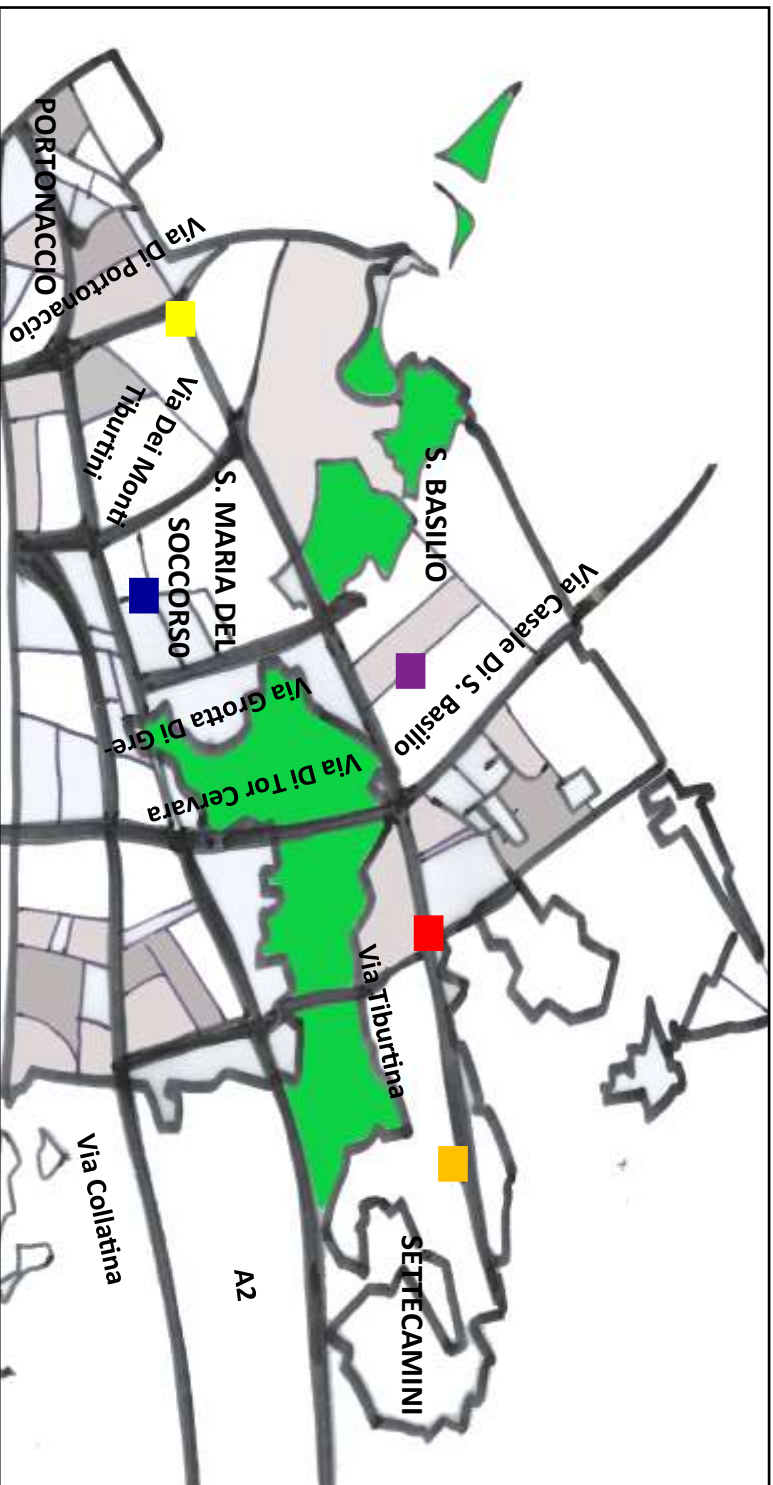 PORTONACCIO
Via Di Portonaccio
Via Dei Monti
Tiburtini
S. MARIA DEL
SOCCORS0
S. BASILIO
Via Casale Di S. Basilio
Via Grotta Di Gre-
Via Di Tor Cervara
Via Tiburtina
SETTECAMINI
A2
Via Collatina